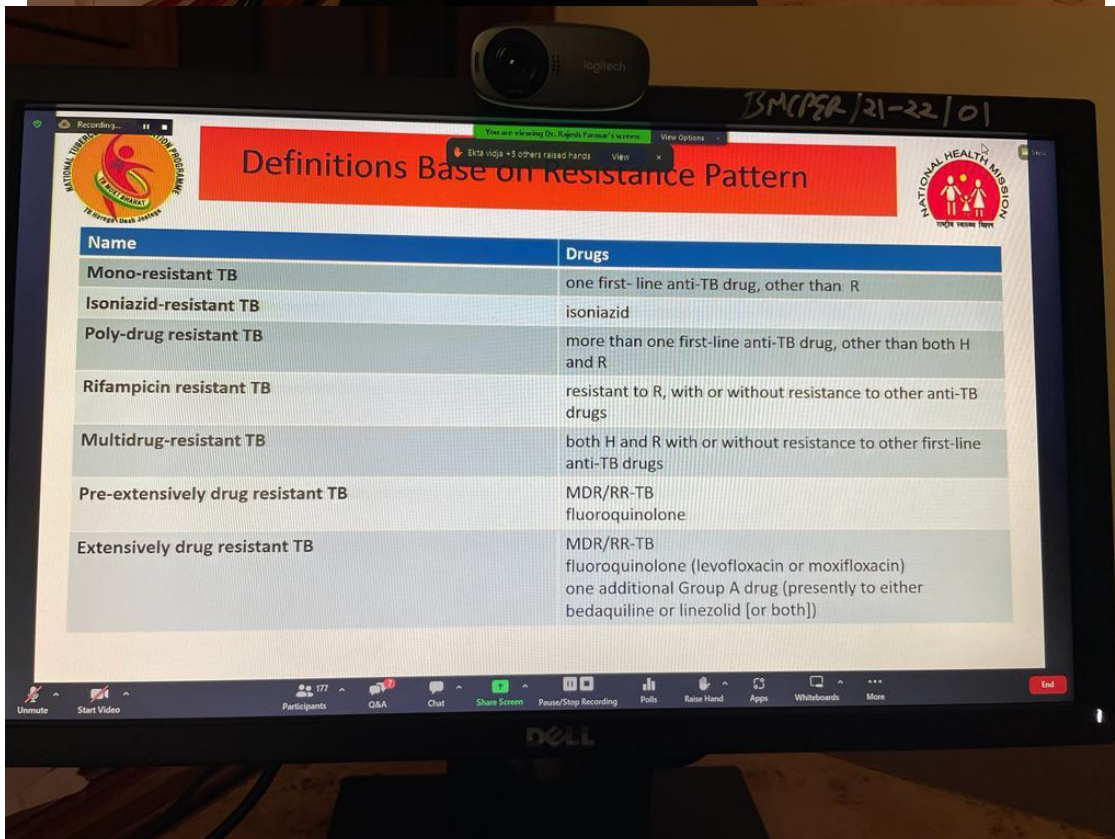 logitech
BMCPSR/21-22/01
Recording...
You are viewing Dr. Rajesh Parmar's screen
View Options
Ekta vidja +5 others raised hands View ×
NATIONAL HEALTH MISSION
TB Harega Desh Jeetega
Definitions Base on Resistance Pattern
Name
Drugs
Mono-resistant TB
one first- line anti-TB drug, other than R
Isoniazid-resistant TB
isoniazid
Poly-drug resistant TB
more than one first-line anti-TB drug, other than both H
and R
Rifampicin resistant TB
resistant to R, with or without resistance to other anti-TB
drugs
Multidrug-resistant TB
both H and R with or without resistance to other first-line
anti-TB drugs
Pre-extensively drug resistant TB
MDR/RR-TB
fluoroquinolone
Extensively drug resistant TB
MDR/RR-TB
fluoroquinolone (levofloxacin or moxifloxacin)
one additional Group A drug (presently to either
bedaquiline or linezolid [or both])
177
7
Unmute
Start Video
Participants
Q&A
Chat
Share Screen
Pause/Stop Recording
Polls
Raise Hand
Apps
Whiteboards
More
End
DELL